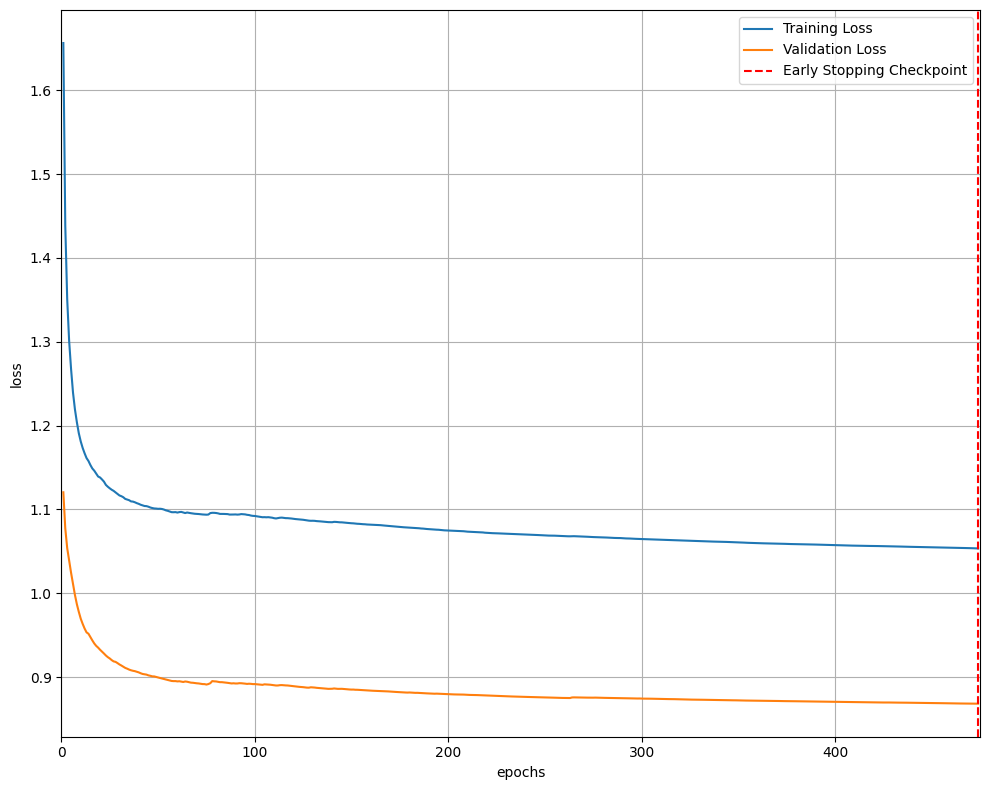 Training Loss
Validation Loss
Early Stopping Checkpoint
1.6
1.5
1.4
1.3
1.2
1.1
1.0
0.9
loss
0
100
200
300
400
epochs